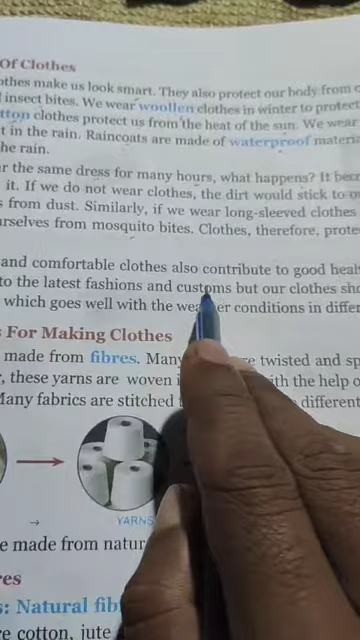 Of Clothes
othes make us look smart. They also protect our body from
insect bites. We wear woollen clothes in winter to protect
tton clothes protect us from the heat of the sun. We wear
t in the rain. Raincoats are made of waterproof materia
he rain.
r the same dress for many hours, what happens? It bec
it. If we do not wear clothes, the dirt would stick to o
s from dust. Similarly, if we wear long-sleeved clothes
urselves from mosquito bites. Clothes, therefore, prote
and comfortable clothes also contribute to good heal
to the latest fashions and customs but our clothes sho
which goes well with the weather conditions in differ
s For Making Clothes
made from fibres. Many are twisted and sp
, these yarns are woven with the help o
Many fabrics are stitched different
YARNS
e made from natur
res
s: Natural fib
re cotton, jute